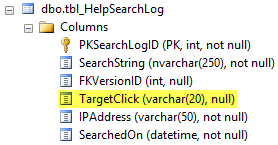 dbo.tbl_HelpSearchLog
Columns
PKSearchLogID (PK, int, not null)
SearchString (nvarchar(250), not null)
FKVersionID (int, null)
TargetClick (varchar(20), null)
IPAddress (varchar(50), not null)
SearchedOn (datetime, not null)